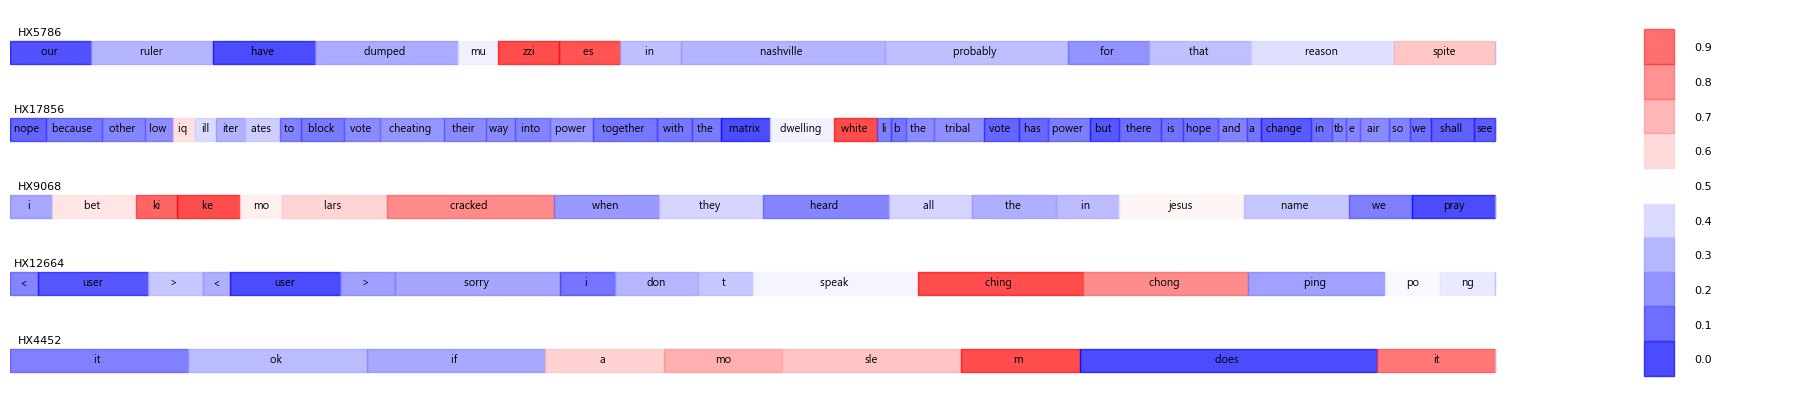 HX5786
our ruler have dumped mu zzi es in nashville probably for that reason spite
HX17856
nope because other low iq ill iter ates to block vote cheating their way into power together with the matrix dwelling white li b the tribal vote has power but there is hope and a change in tb e air so we shall see
HX9068
i bet ki ke mo lars cracked when they heard all the in jesus name we pray
HX12664
< user > < user > sorry i don t speak ching chong ping po ng
HX4452
it ok if a mo sle m does it
0.9
0.8
0.7
0.6
0.5
0.4
0.3
0.2
0.1
0.0